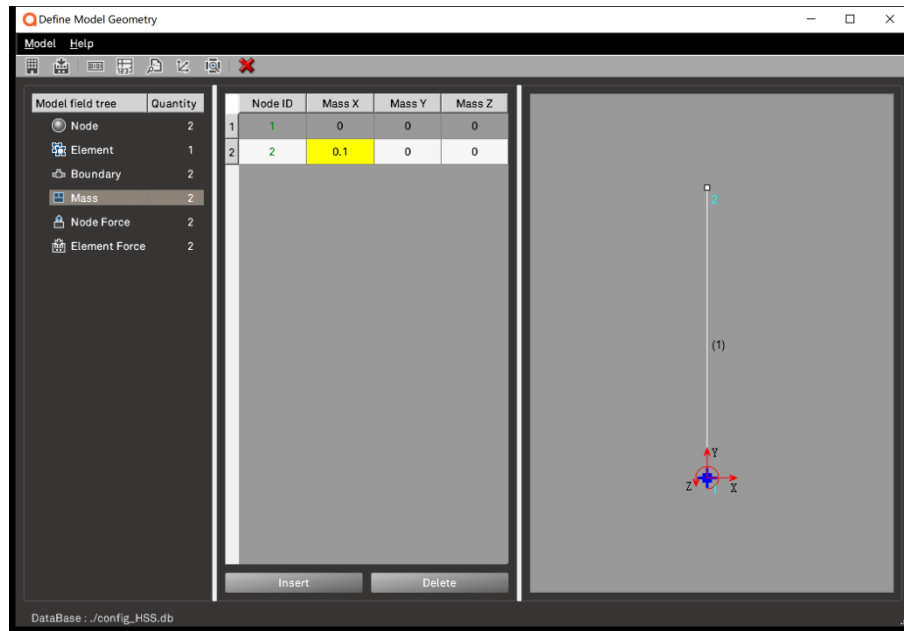 Define Model Geometry
Model Help
Model field tree Quantity
Node 2
Element 1
Boundary 2
Mass 2
Node Force 2
Element Force 2
Node ID Mass X Mass Y Mass Z
1 1 0 0 0
2 2 0.1 0 0
Insert Delete
2
(1)
Y
Z X
1
DataBase : ./config_HSS.db